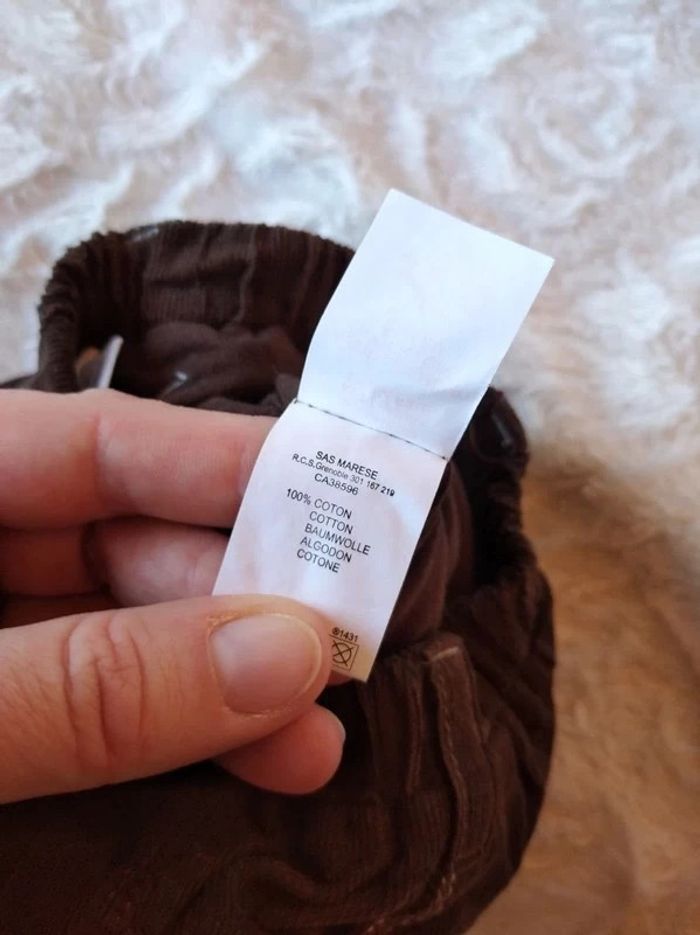 SAS MARESE
R.C.S.Grenoble 301 167 219
CA38596
100% COTON
COTTON
BAUMWOLLE
ALGODON
COTONE
®1431